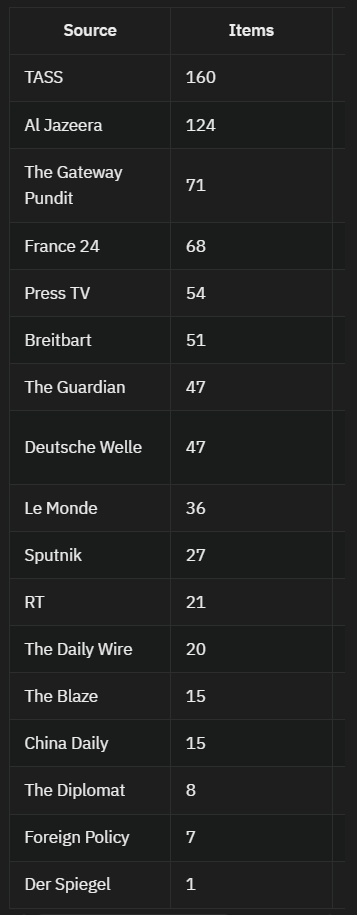 Source Items
TASS 160
Al Jazeera 124
The Gateway
Pundit 71
France 24 68
Press TV 54
Breitbart 51
The Guardian 47
Deutsche Welle 47
Le Monde 36
Sputnik 27
RT 21
The Daily Wire 20
The Blaze 15
China Daily 15
The Diplomat 8
Foreign Policy 7
Der Spiegel 1